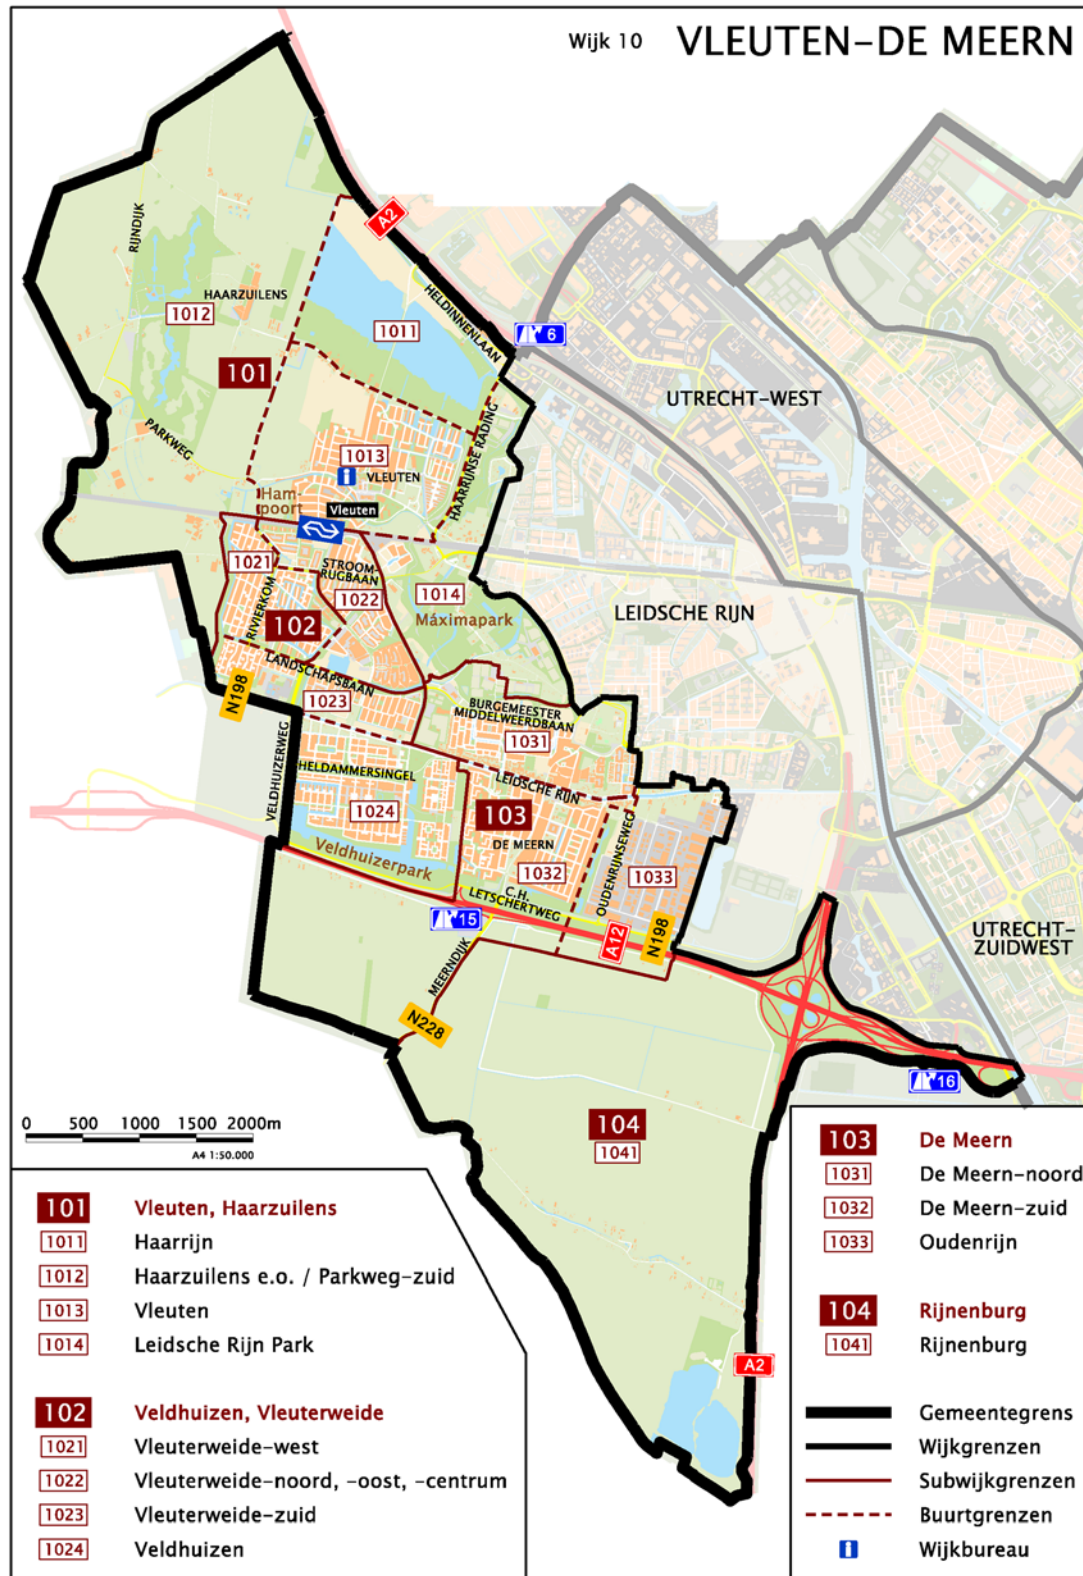 Wijk 10 VLEUTEN–DE MEERN
A2
RIJNDIJK
HAARZUILENS
1012
1011
HELDINNENLAAN
6
101
UTRECHT–WEST
PARKWEG
1013
VLEUTEN
HAARRIJNSE RADING
Ham-
poort
Vleuten
1021
STROOM-
RUGBAAN
1022
1014
Máximapark
LEIDSCHE RIJN
RIVIERKOM
102
LANDSCHAPSBAAN
N198
1023
BURGEMEESTER
MIDDELWEERDBAAN
1031
VELDHUIZERWEG
HELDAMMERSINGEL
LEIDSCHE RIJN
1024
103
DE MEERN
Veldhuizerpark
1032
OUDENRIJNSEWEG
1033
C.H.
LETSCHERTWEG
15
A12
N198
UTRECHT–
ZUIDWEST
MEERNDIJK
N228
16
104
1041
0 500 1000 1500 2000m
A4 1:50.000
A2
101 Vleuten, Haarzuilens
1011 Haarrijn
1012 Haarzuilens e.o. / Parkweg–zuid
1013 Vleuten
1014 Leidsche Rijn Park
102 Veldhuizen, Vleuterweide
1021 Vleuterweide–west
1022 Vleuterweide–noord, –oost, –centrum
1023 Vleuterweide–zuid
1024 Veldhuizen
103 De Meern
1031 De Meern–noord
1032 De Meern–zuid
1033 Oudenrijn
104 Rijnenburg
1041 Rijnenburg
Gemeentegrens
Wijkgrenzen
Subwijkgrenzen
Buurtgrenzen
i Wijkbureau